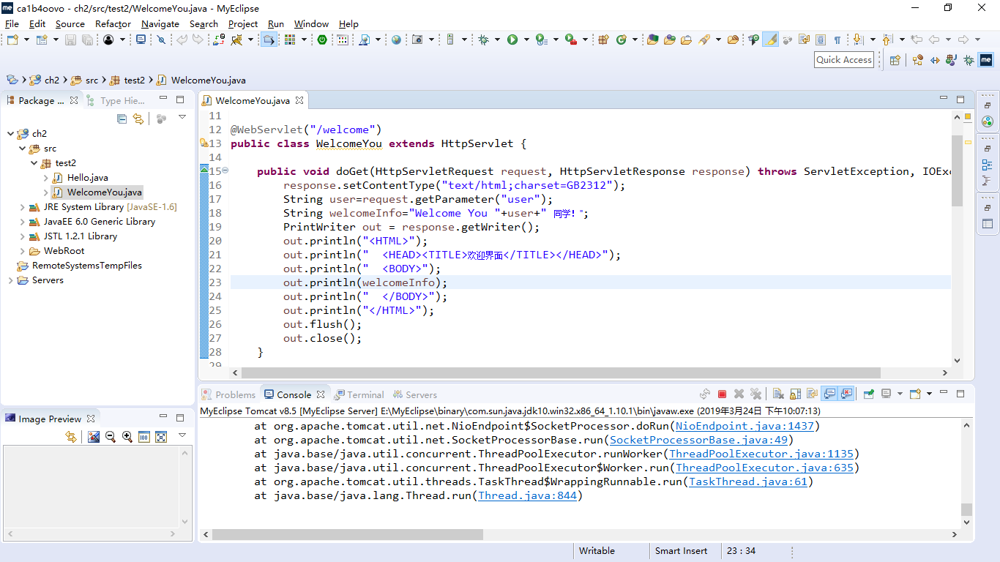 ca1b4oovo - ch2/src/test2/WelcomeYou.java - MyEclipse
File Edit Source Refactor Navigate Search Project Run Window Help
Quick Access
ch2 src test2 WelcomeYou.java
Package ... Type Hie...
ch2
src
test2
Hello.java
WelcomeYou.java
JRE System Library [JavaSE-1.6]
JavaEE 6.0 Generic Library
JSTL 1.2.1 Library
WebRoot
RemoteSystemsTempFiles
Servers
Image Preview
WelcomeYou.java
11
12 @WebServlet("/welcome")
13 public class WelcomeYou extends HttpServlet {
14
15 public void doGet(HttpServletRequest request, HttpServletResponse response) throws ServletException, IOExc
16 response.setContentType("text/html;charset=GB2312");
17 String user=request.getParameter("user");
18 String welcomeInfo="Welcome You "+user+" 同学! ";
19 PrintWriter out = response.getWriter();
20 out.println("<HTML>");
21 out.println("  <HEAD><TITLE>欢迎界面</TITLE></HEAD>");
22 out.println("  <BODY>");
23 out.println(welcomeInfo);
24 out.println("  </BODY>");
25 out.println("</HTML>");
26 out.flush();
27 out.close();
28 }
29
Problems Console Terminal Servers
MyEclipse Tomcat v8.5 [MyEclipse Server] E:\MyEclipse\binary\com.sun.java.jdk10.win32.x86_64_1.10.1\bin\javaw.exe (2019年3月24日 下午10:07:13)
at org.apache.tomcat.util.net.NioEndpoint$SocketProcessor.doRun(NioEndpoint.java:1437)
at org.apache.tomcat.util.net.SocketProcessorBase.run(SocketProcessorBase.java:49)
at java.base/java.util.concurrent.ThreadPoolExecutor.runWorker(ThreadPoolExecutor.java:1135)
at java.base/java.util.concurrent.ThreadPoolExecutor$Worker.run(ThreadPoolExecutor.java:635)
at org.apache.tomcat.util.threads.TaskThread$WrappingRunnable.run(TaskThread.java:61)
at java.base/java.lang.Thread.run(Thread.java:844)
Writable Smart Insert 23 : 34